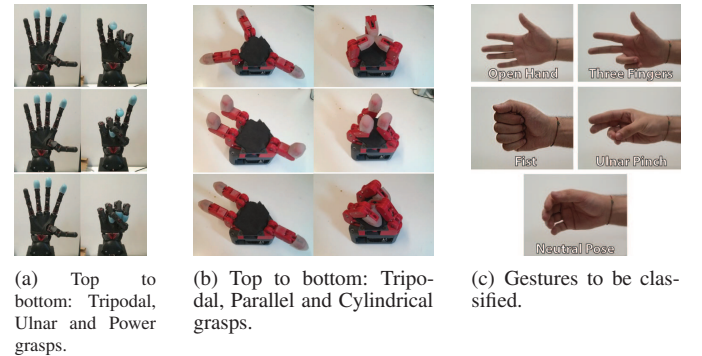 Open Hand
Three Fingers
Fist
Ulnar Pinch
Neutral Pose
(a) Top to
bottom: Tripodal,
Ulnar and Power
grasps.
(b) Top to bottom: Tripo-
dal, Parallel and Cylindrical
grasps.
(c) Gestures to be clas-
sified.